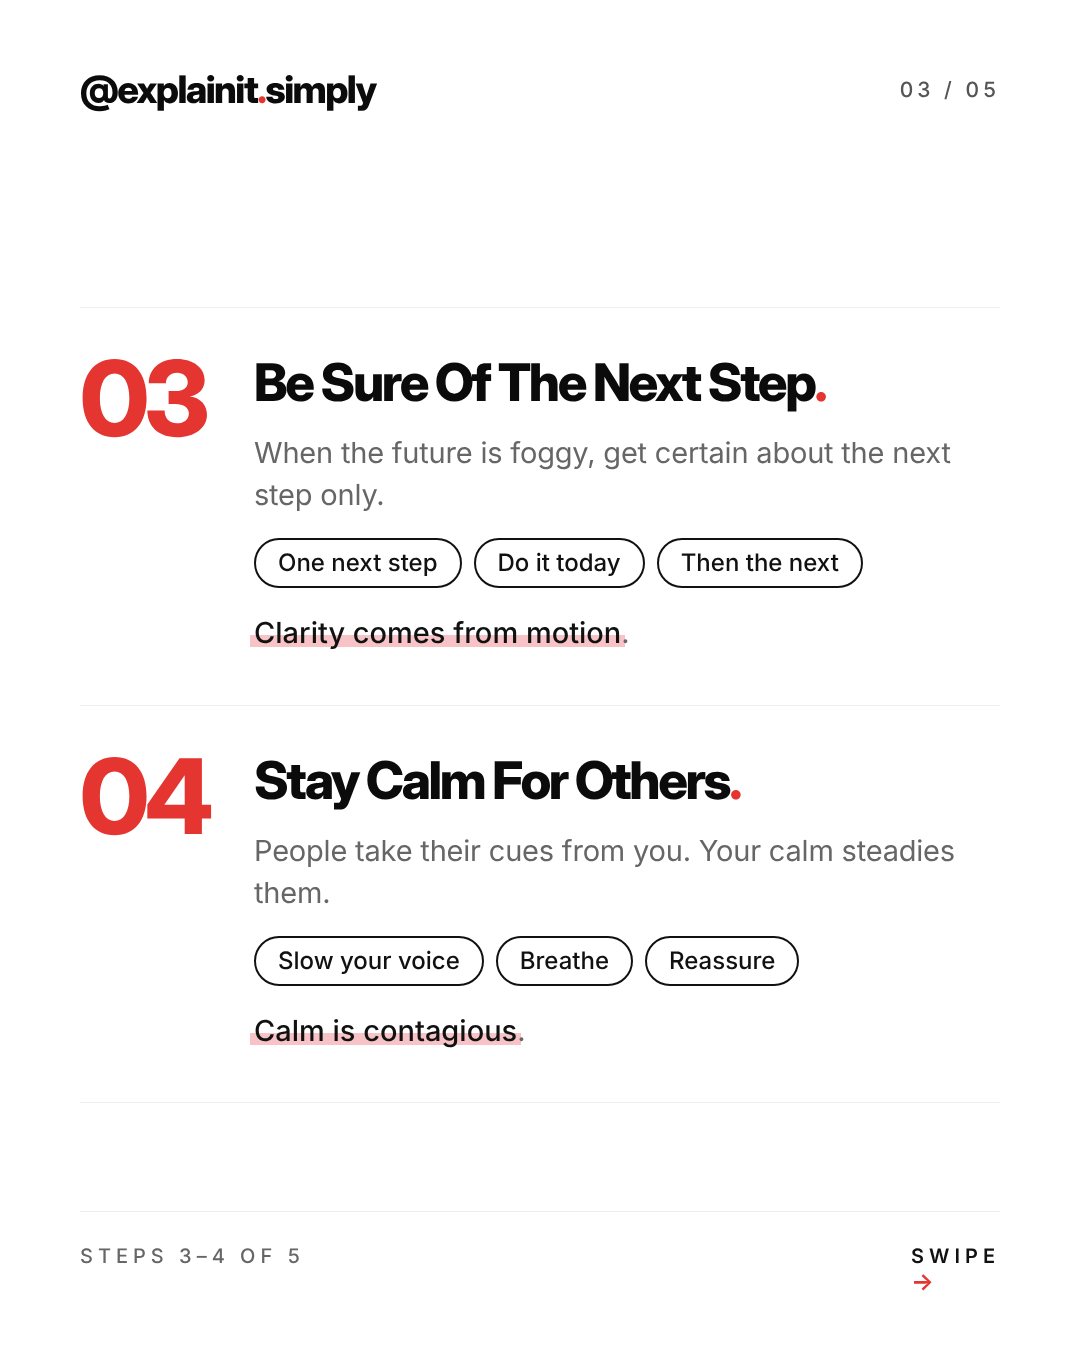 @explainit.simply
03 / 05
03
Be Sure Of The Next Step.
When the future is foggy, get certain about the next
step only.
One next step
Do it today
Then the next
Clarity comes from motion.
04
Stay Calm For Others.
People take their cues from you. Your calm steadies
them.
Slow your voice
Breathe
Reassure
Calm is contagious.
STEPS 3–4 OF 5
SWIPE
→